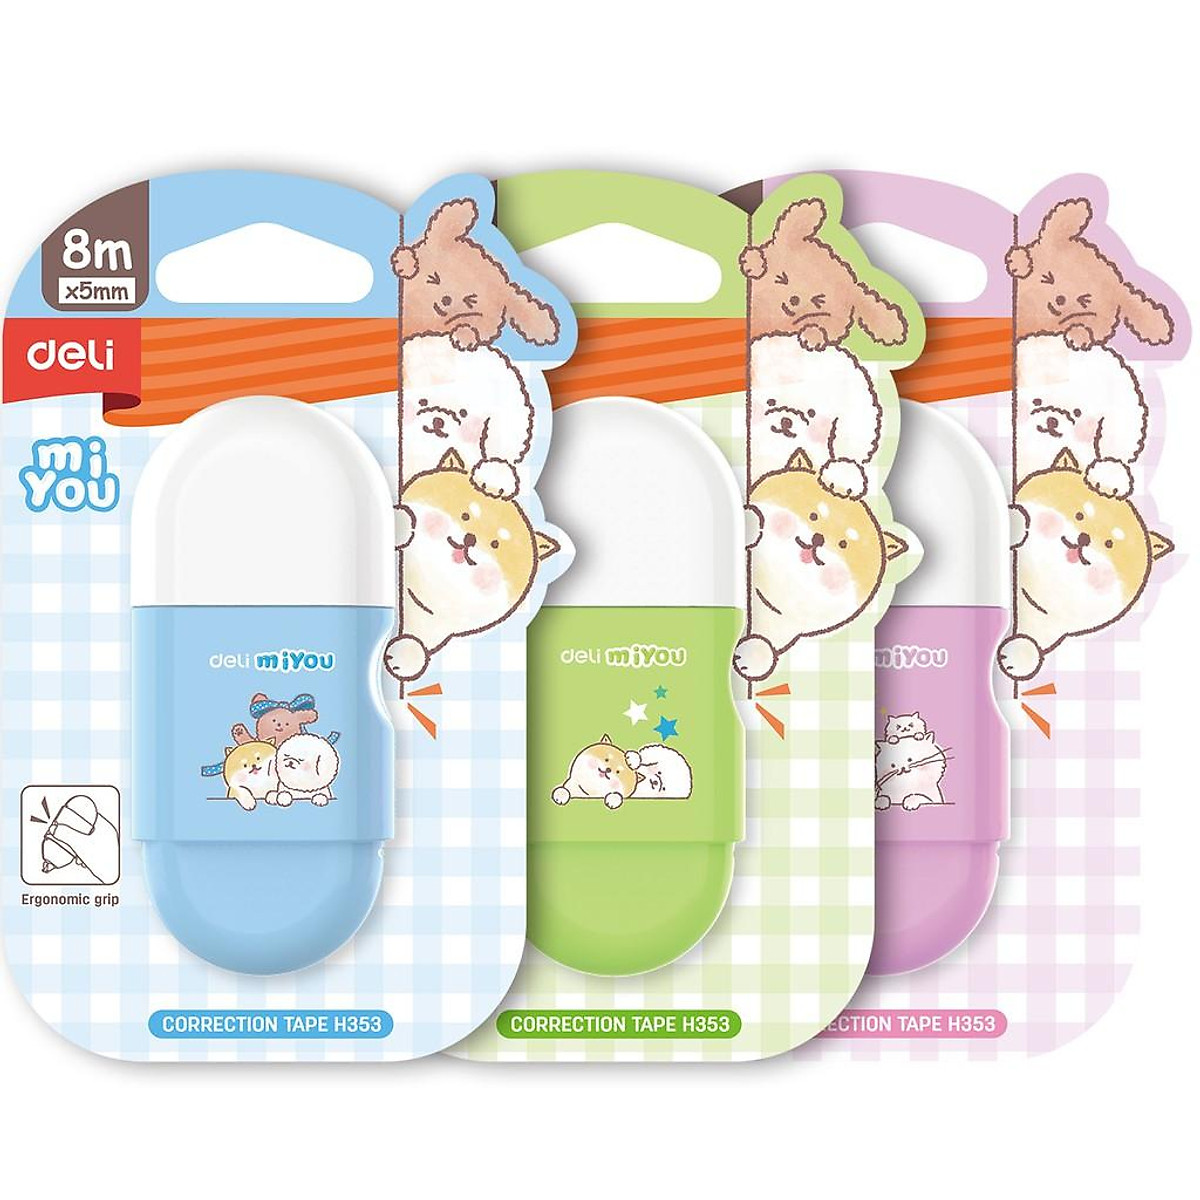 8m
x5mm
deli
mi
YOU
deli miYOU
deli miYOU
miYOU
Ergonomic grip
CORRECTION TAPE H353
CORRECTION TAPE H353
ECTION TAPE H353